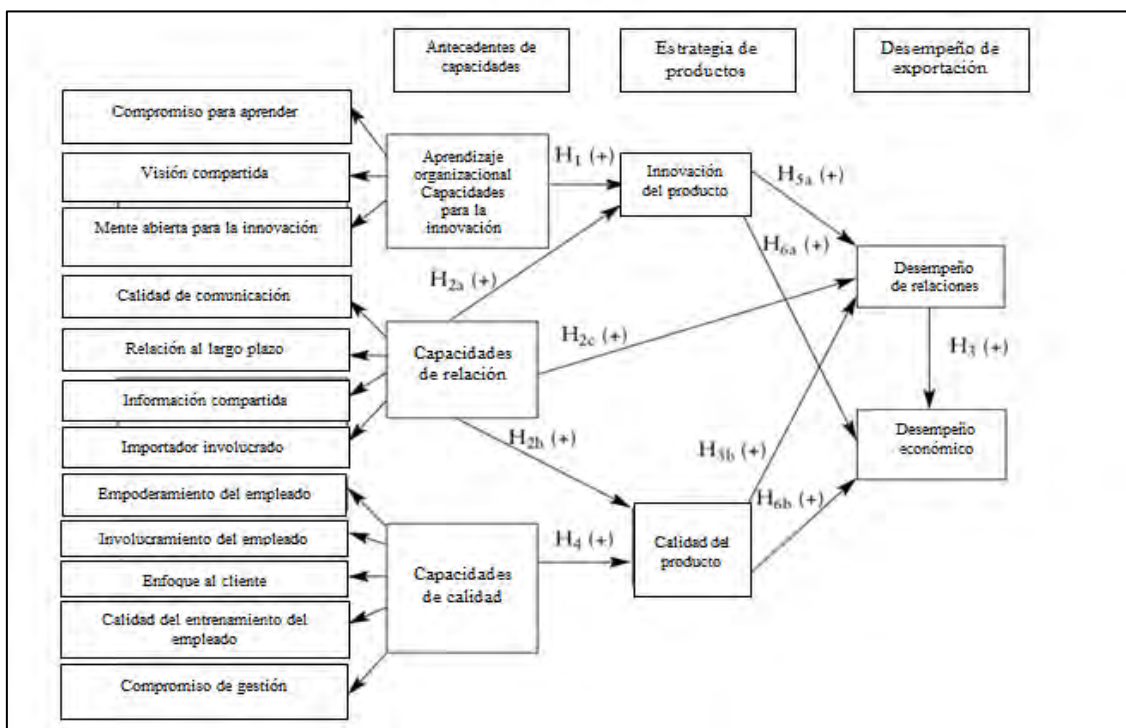 Antecedentes de
capacidades
Estrategia de
productos
Desempeño de
exportación
Compromiso para aprender
Visión compartida
Mente abierta para la innovación
Calidad de comunicación
Relación al largo plazo
Información compartida
Importador involucrado
Empoderamiento del empleado
Involucramiento del empleado
Enfoque al cliente
Calidad del entrenamiento del
empleado
Compromiso de gestión
Aprendizaje
organizacional
Capacidades
para la
innovación
Capacidades
de relación
Capacidades
de calidad
H1 (+)
H2a (+)
H2c (+)
H2b (+)
H4 (+)
Innovación
del producto
Calidad del
producto
H5a (+)
H6a (+)
H5b (+)
H6b (+)
Desempeño
de relaciones
H3 (+)
Desempeño
económico